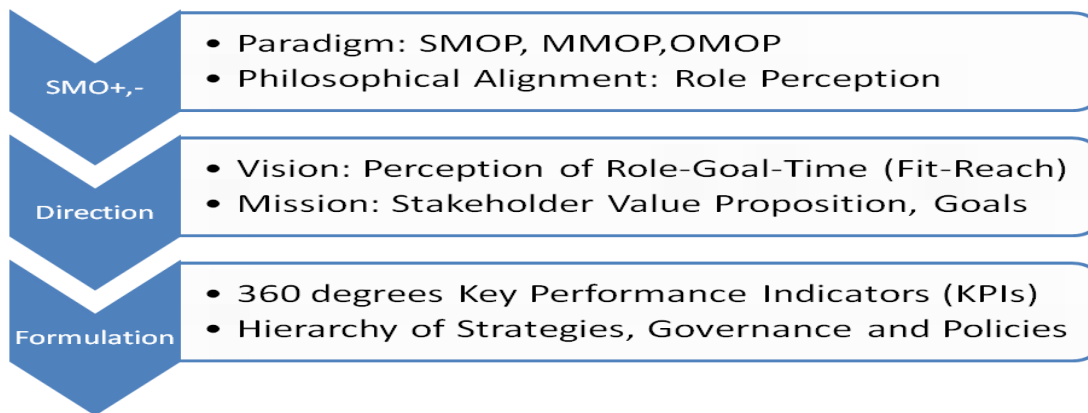 SMO+,-
• Paradigm: SMOP, MMOP,OMOP
• Philosophical Alignment: Role Perception
Direction
• Vision: Perception of Role-Goal-Time (Fit-Reach)
• Mission: Stakeholder Value Proposition, Goals
Formulation
• 360 degrees Key Performance Indicators (KPIs)
• Hierarchy of Strategies, Governance and Policies